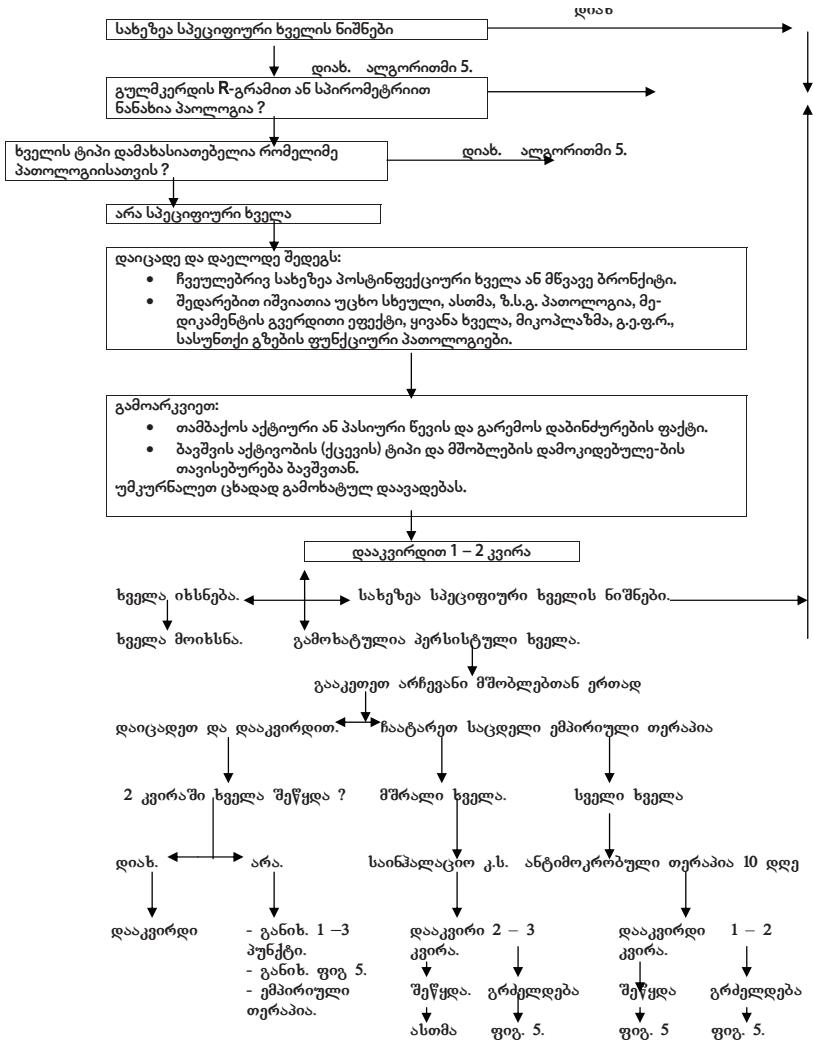 დიახ
სახეზეა სპეციფიური ხველის ნიშნები
დიახ. ალგორითმი 5.
გულმკერდის R-გრამით ან სპირომეტრიით
ნანახია პაოლოგია ?
ხველის ტიპი დამახასიათებელია რომელიმე
პათოლოგიისათვის ?
დიახ. ალგორითმი 5.
არა სპეციფიური ხველა
დაიცადე და დაელოდე შედეგს:
• ჩვეულებრივ სახეზეა პოსტინფექციური ხველა ან მწვავე ბრონქიტი.
• შედარებით იშვიათია უცხო სხეული, ასთმა, ზ.ს.გ. პათოლოგია, მე-
დიკამენტის გვერდითი ეფექტი, ყივანა ხველა, მიკოპლაზმა, გ.ე.ფ.რ.,
სასუნთქი გზების ფუნქციური პათოლოგიები.
გამოარკვიეთ:
• თამბაქოს აქტიური ან პასიური წევის და გარემოს დაბინძურების ფაქტი.
• ბავშვის აქტივობის (ქცევის) ტიპი და მშობლების დამოკიდებულე-ბის
თავისებურება ბავშვთან.
უმკურნალეთ ცხადად გამოხატულ დაავადებას.
დააკვირდით 1 – 2 კვირა
ხველა იხსნება. სახეზეა სპეციფიური ხველის ნიშნები.
ხველა მოიხსნა. გამოხატულია პერსისტული ხველა.
გააკეთეთ არჩევანი მშობლებთან ერთად
დაიცადეთ და დააკვირდით. ჩაატარეთ საცდელი ემპირიული თერაპია
2 კვირაში ხველა შეწყდა ? მშრალი ხველა. სველი ხველა
დიახ. არა. საინჰალაციო კ.ს. ანტიმოკრობული თერაპია 10 დღე
დააკვირდი - განიხ. 1 –3 დააკვირი 2 – 3 დააკვირდი 1 – 2
პუნქტი. კვირა. კვირა.
- განიხ. ფიგ 5.
- ემპირიული შეწყდა. გრძელდება შეწყდა გრძელდება
თერაპია.
ასთმა ფიგ. 5. ფიგ. 5 ფიგ. 5.